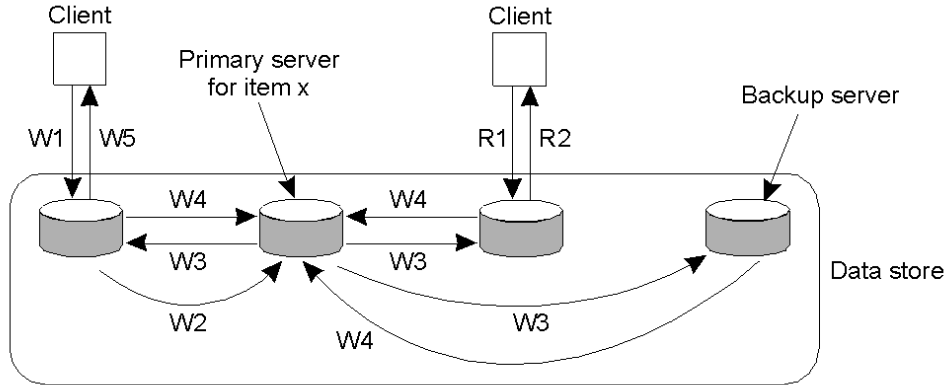 Client
Client
Primary server
for item x
Backup server
W1
W5
R1
R2
W4
W4
W3
W3
Data store
W2
W3
W4